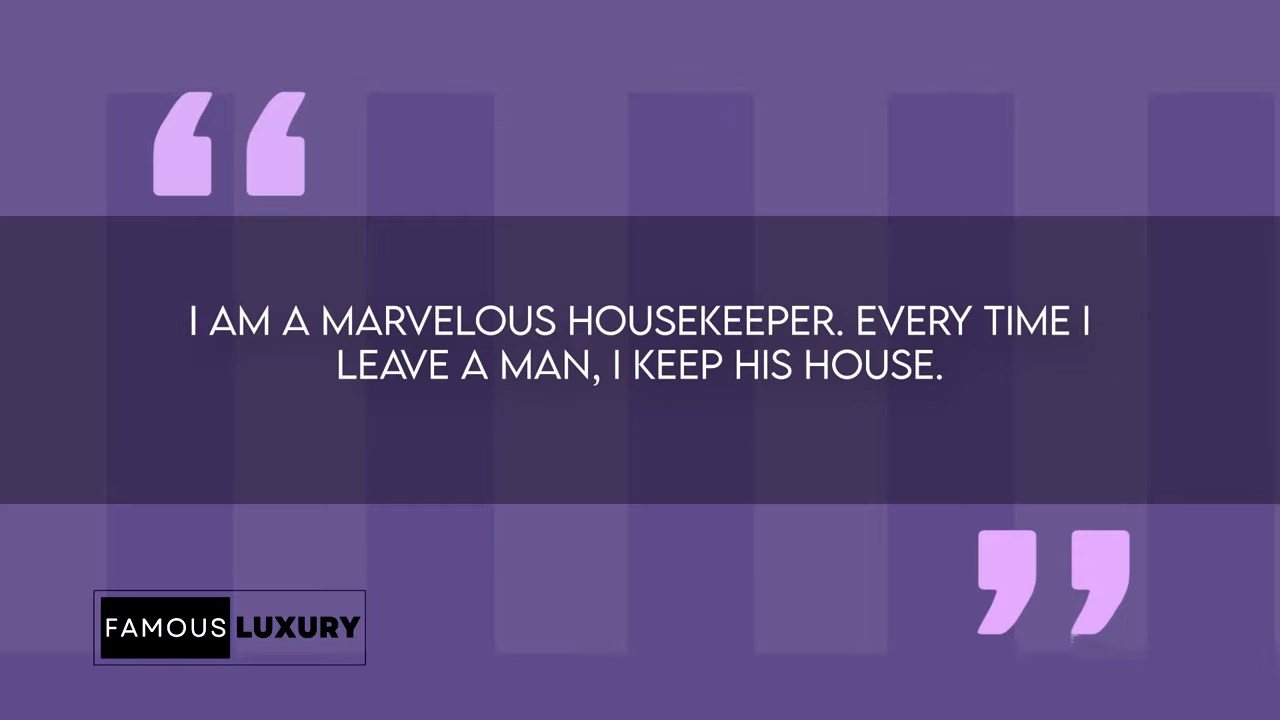 “
I AM A MARVELOUS HOUSEKEEPER. EVERY TIME I
LEAVE A MAN, I KEEP HIS HOUSE.
”
FAMOUS LUXURY